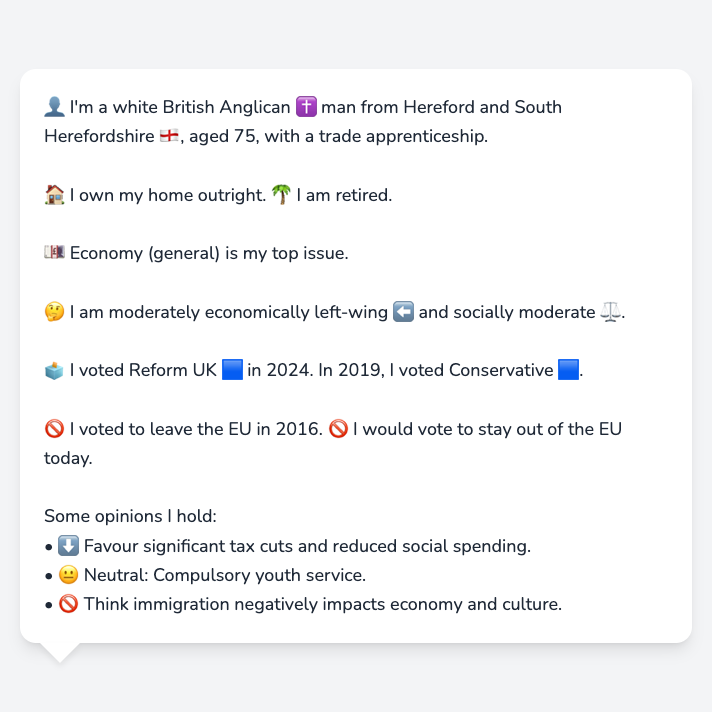 👤 I'm a white British Anglican ✝️ man from Hereford and South
Herefordshire 🏴󠁧󠁢󠁥󠁮󠁧󠁿, aged 75, with a trade apprenticeship.
🏠 I own my home outright. 🌴 I am retired.
💷 Economy (general) is my top issue.
🤔 I am moderately economically left-wing ⬅️ and socially moderate ⚖️.
🗳️ I voted Reform UK 🟦 in 2024. In 2019, I voted Conservative 🟦.
🚫 I voted to leave the EU in 2016. 🚫 I would vote to stay out of the EU
today.
Some opinions I hold:
• ⬇️ Favour significant tax cuts and reduced social spending.
• 😐 Neutral: Compulsory youth service.
• 🚫 Think immigration negatively impacts economy and culture.